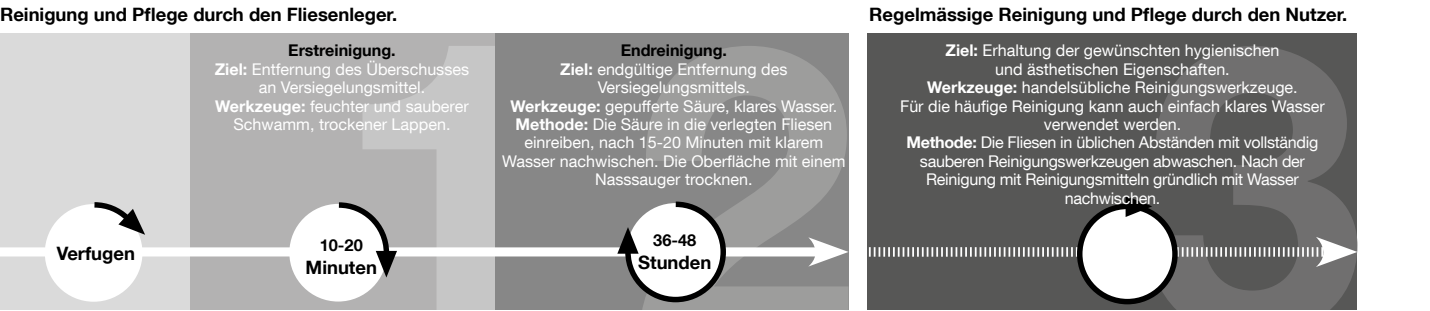 Reinigung und Pflege durch den Fliesenleger.
Verfugen
Erstreinigung.
Ziel: Entfernung des Überschusses
an Versiegelungsmittel.
Werkzeuge: feuchter und sauberer
Schwamm, trockener Lappen.
10-20
Minuten
Endreinigung.
Ziel: endgültige Entfernung des
Versiegelungsmittels.
Werkzeuge: gepufferte Säure, klares Wasser.
Methode: Die Säure in die verlegten Fliesen
einreiben, nach 15-20 Minuten mit klarem
Wasser nachwischen. Die Oberfläche mit einem
Nasssauger trocknen.
36-48
Stunden
Regelmässige Reinigung und Pflege durch den Nutzer.
Ziel: Erhaltung der gewünschten hygienischen
und ästhetischen Eigenschaften.
Werkzeuge: handelsübliche Reinigungswerkzeuge.
Für die häufige Reinigung kann auch einfach klares Wasser
verwendet werden.
Methode: Die Fliesen in üblichen Abständen mit vollständig
sauberen Reinigungswerkzeugen abwaschen. Nach der
Reinigung mit Reinigungsmitteln gründlich mit Wasser
nachwischen.
1
2
3